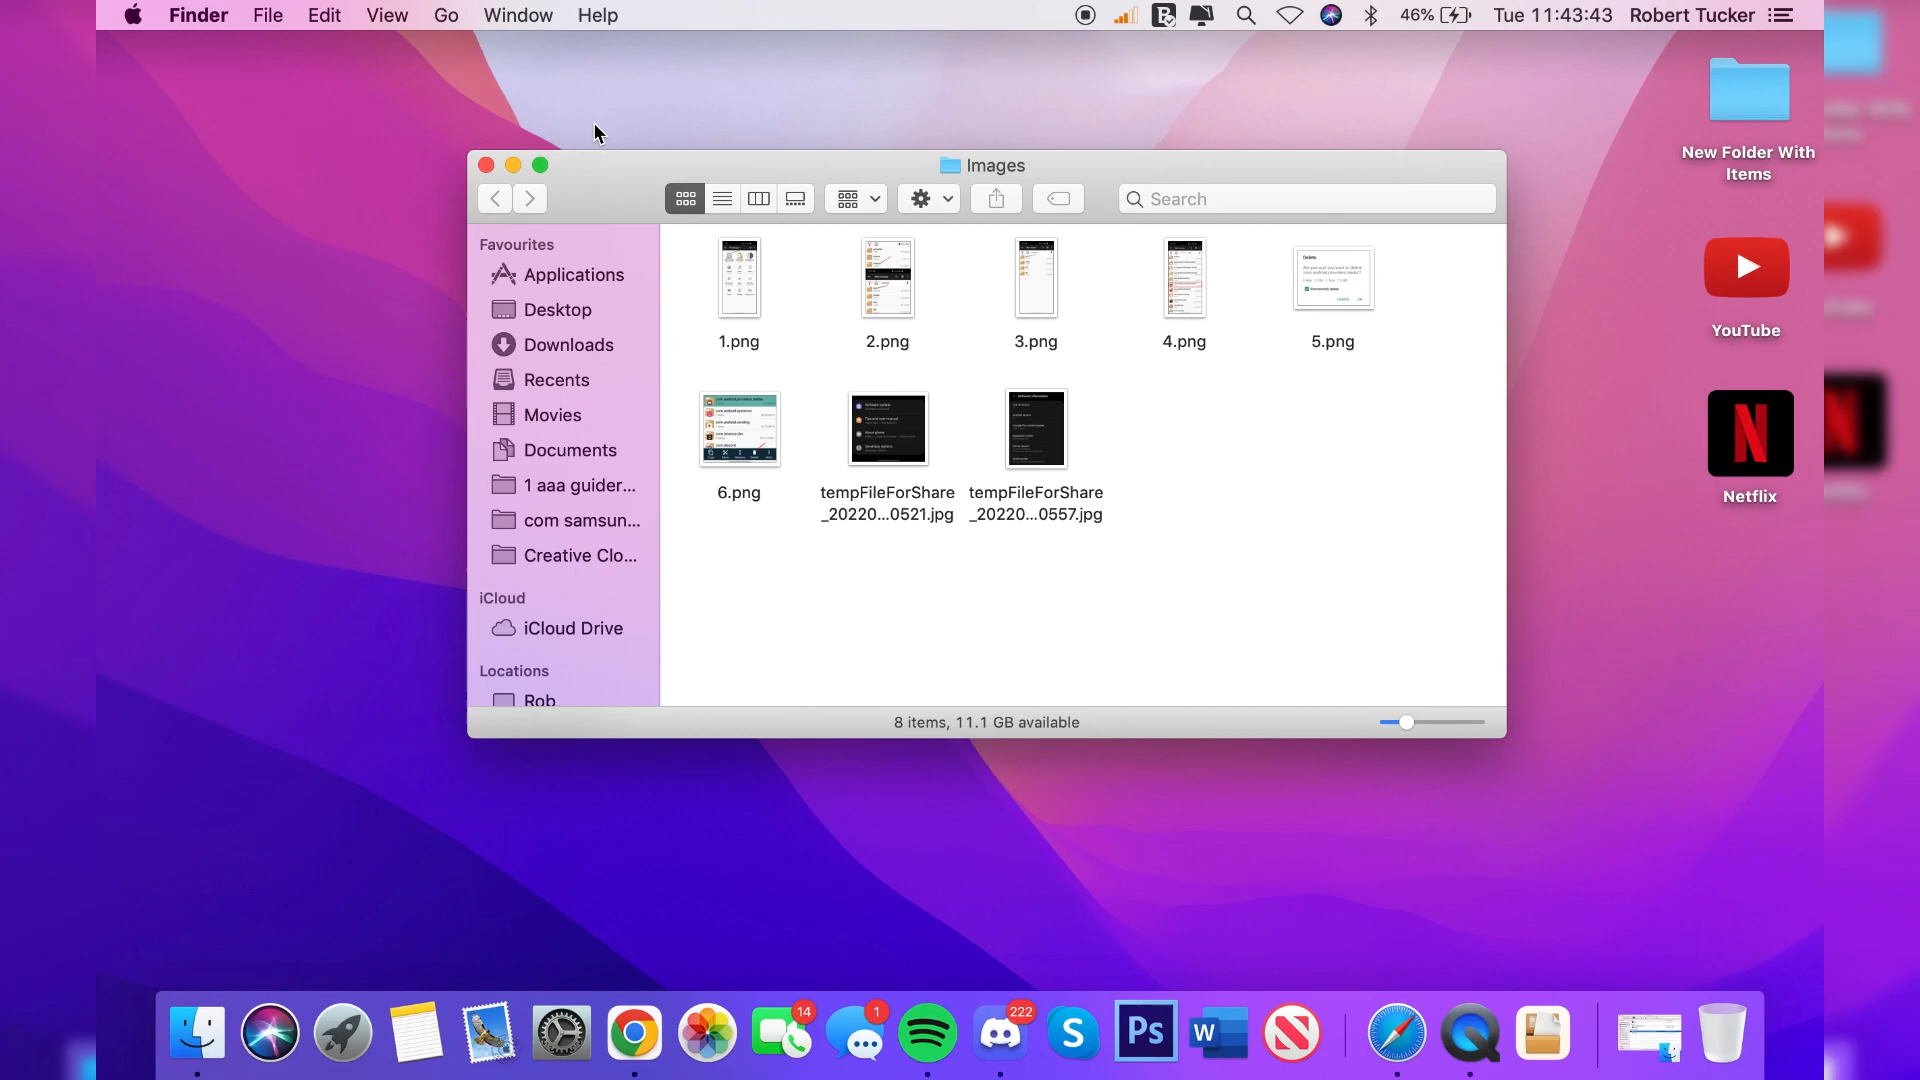 Finder File Edit View Go Window Help 46% Tue 11:43:43 Robert Tucker
New Folder With
Items
YouTube
Netflix
Images
Search
Favourites
Applications
Desktop
Downloads
Recents
Movies
Documents
1 aaa guider...
com samsun...
Creative Clo...
iCloud
iCloud Drive
Locations
Rob
1.png 2.png 3.png 4.png 5.png
6.png tempFileForShare tempFileForShare
_20220...0521.jpg _20220...0557.jpg
8 items, 11.1 GB available
14 1 222
S Ps W